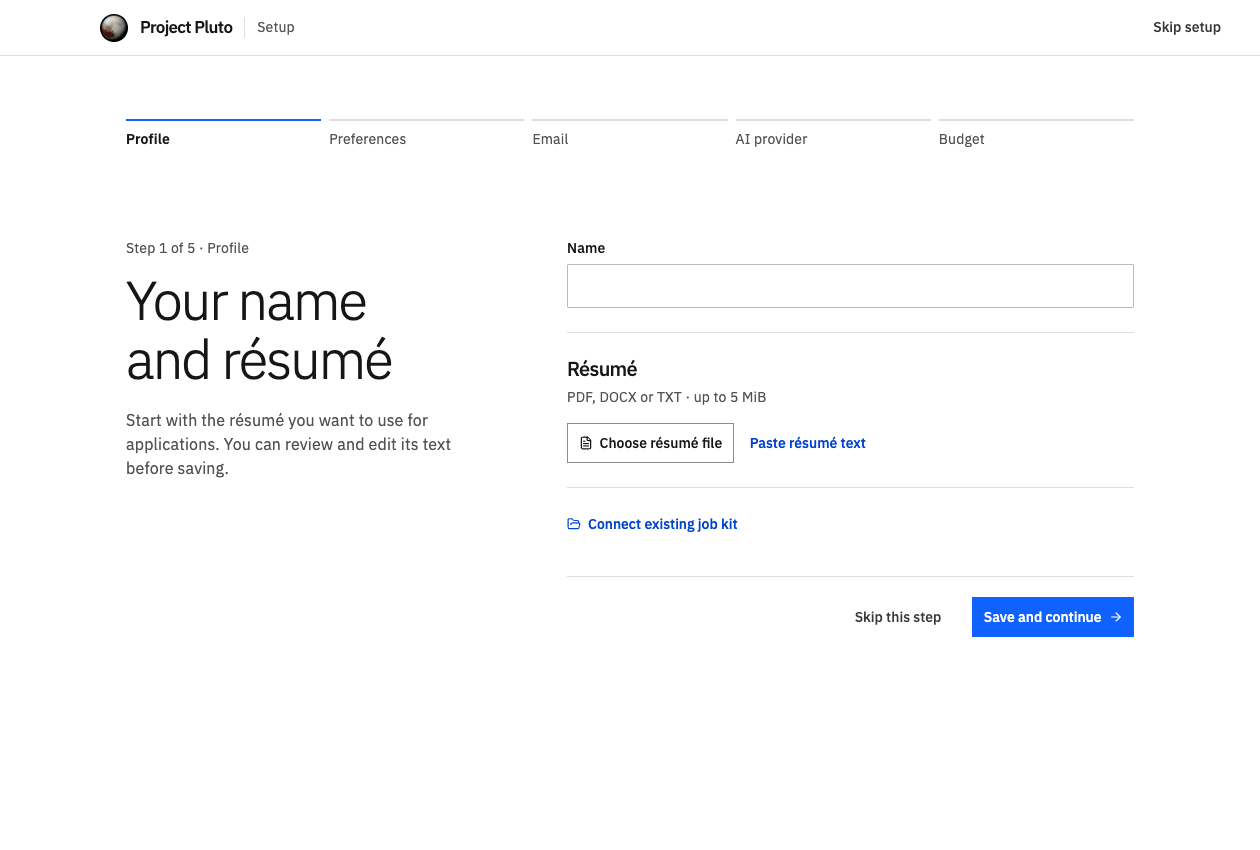 Project Pluto
Setup
Skip setup
Profile
Preferences
Email
AI provider
Budget
Step 1 of 5 · Profile
Your name
and résumé
Start with the résumé you want to use for
applications. You can review and edit its text
before saving.
Name
Résumé
PDF, DOCX or TXT · up to 5 MiB
Choose résumé file
Paste résumé text
Connect existing job kit
Skip this step
Save and continue